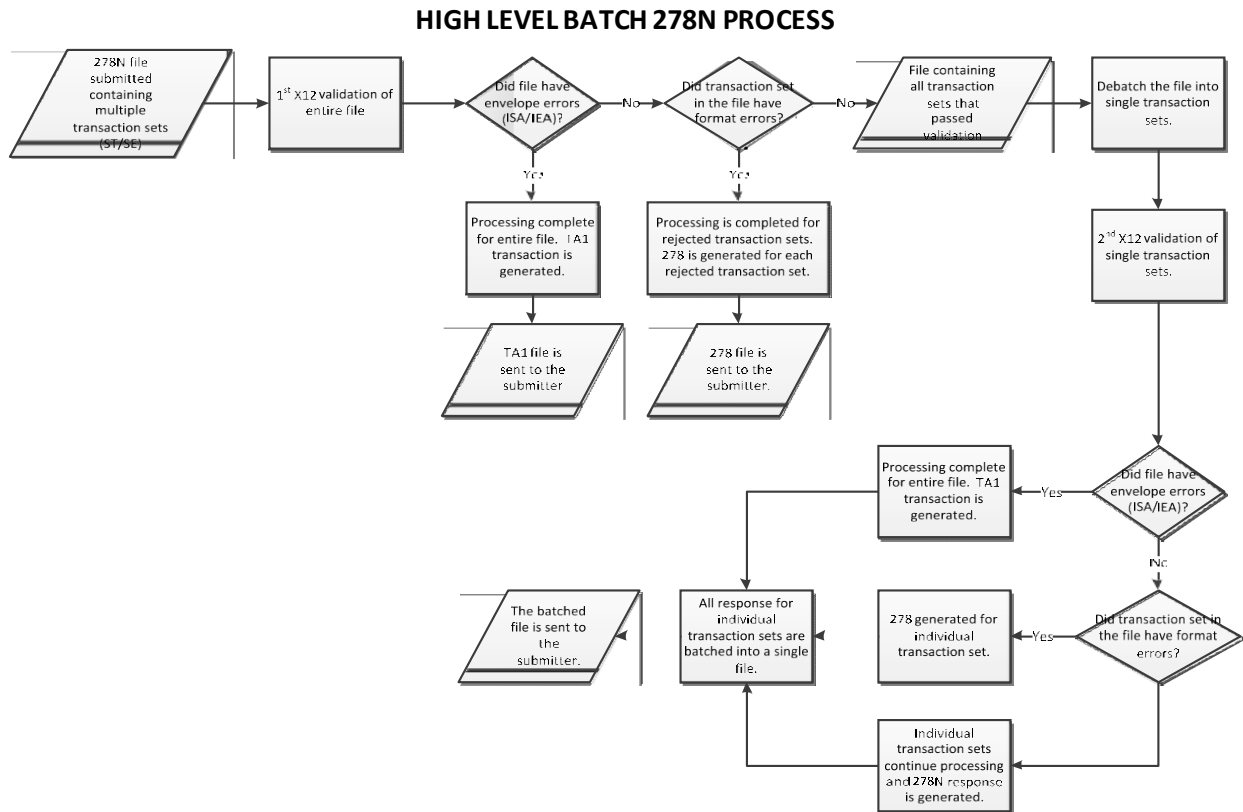 HIGH LEVEL BATCH 278N PROCESS
278N file
submitted
containing
multiple
transaction sets
(ST/SE)
1st X12 validation of
entire file
Did file have
envelope errors
(ISA/IEA)?
No
Did transaction set
in the file have
format errors?
No
File containing
all transaction
sets that
passed
validation
Debatch the file into
single transaction
sets.
Yes
Yes
Processing complete
for entire file. TA1
transaction is
generated.
Processing is completed for
rejected transaction sets.
278 is generated for each
rejected transaction set.
2nd X12 validation of
single transaction
sets.
TA1 file is
sent to the
submitter
278 file is
sent to the
submitter.
Processing complete
for entire file. TA1
transaction is
generated.
Yes
Did file have
envelope errors
(ISA/IEA)?
No
The batched
file is sent to
the
submitter.
All response for
individual
transaction sets are
batched into a single
file.
278 generated for
individual
transaction set.
Yes
Did transaction set in
the file have format
errors?
Individual
transaction sets
continue processing
and 278N response
is generated.